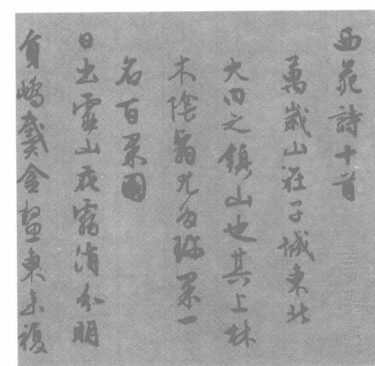 西苑詩十首
萬歲山在子城東北
大内之鎮山也其上林
木陰翳尤多珍果一
名百果園
日出靈山花霧消分明
員嶠戴金鰲東來複